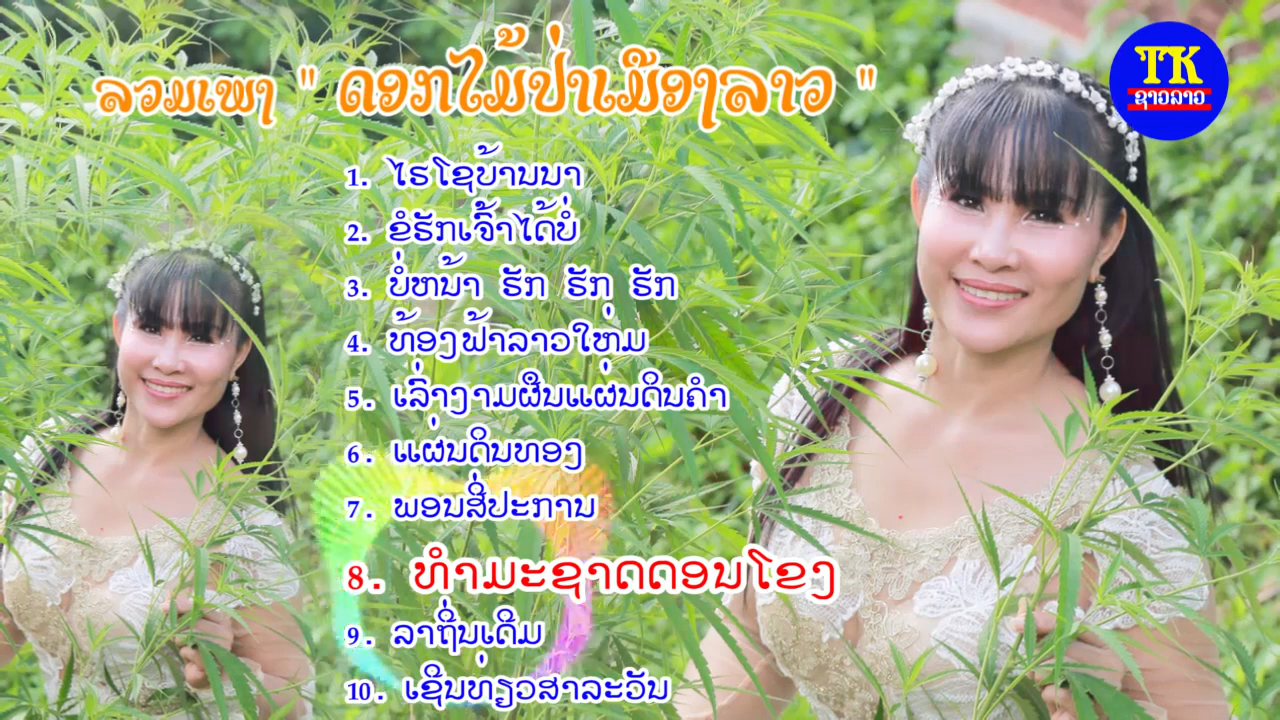 ລວມເພງ " ດອກໄມ້ປ່າເມືອງລາວ "
TK
ຊາວລາວ
1. ໄຮໂຊບ້ານນາ
2. ຂໍຮັກເຈົ້າໄດ້ບໍ່
3. ບໍ່ຫນ້າ ຮັກ ຮັກ ຮັກ
4. ທ້ອງຟ້າລາວໃຫ່ມ
5. ເລົ່າງາມຜືນແຜ່ນດິນຄຳ
6. ແຜ່ນດິນທອງ
7. ພອນສີ່ປະການ
8. ທຳມະຊາດດອນໂຂງ
9. ລາຖິ່ນເດີມ
10. ເຊີນທ່ຽວສາລະວັນ